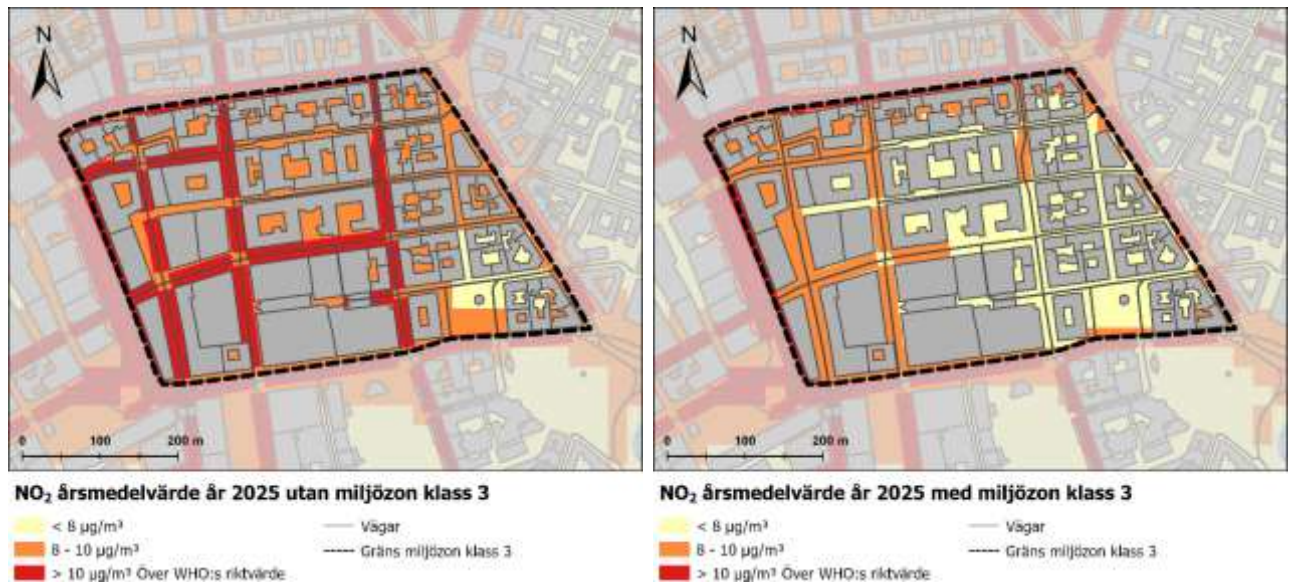 N
0 100 200 m
NO₂ årsmedelvärde år 2025 utan miljözon klass 3
< 8 µg/m³
8 - 10 µg/m³
> 10 µg/m³ Över WHO:s riktvärde
Vägar
Gräns miljözon klass 3
N
0 100 200 m
NO₂ årsmedelvärde år 2025 med miljözon klass 3
< 8 µg/m³
8 - 10 µg/m³
> 10 µg/m³ Över WHO:s riktvärde
Vägar
Gräns miljözon klass 3